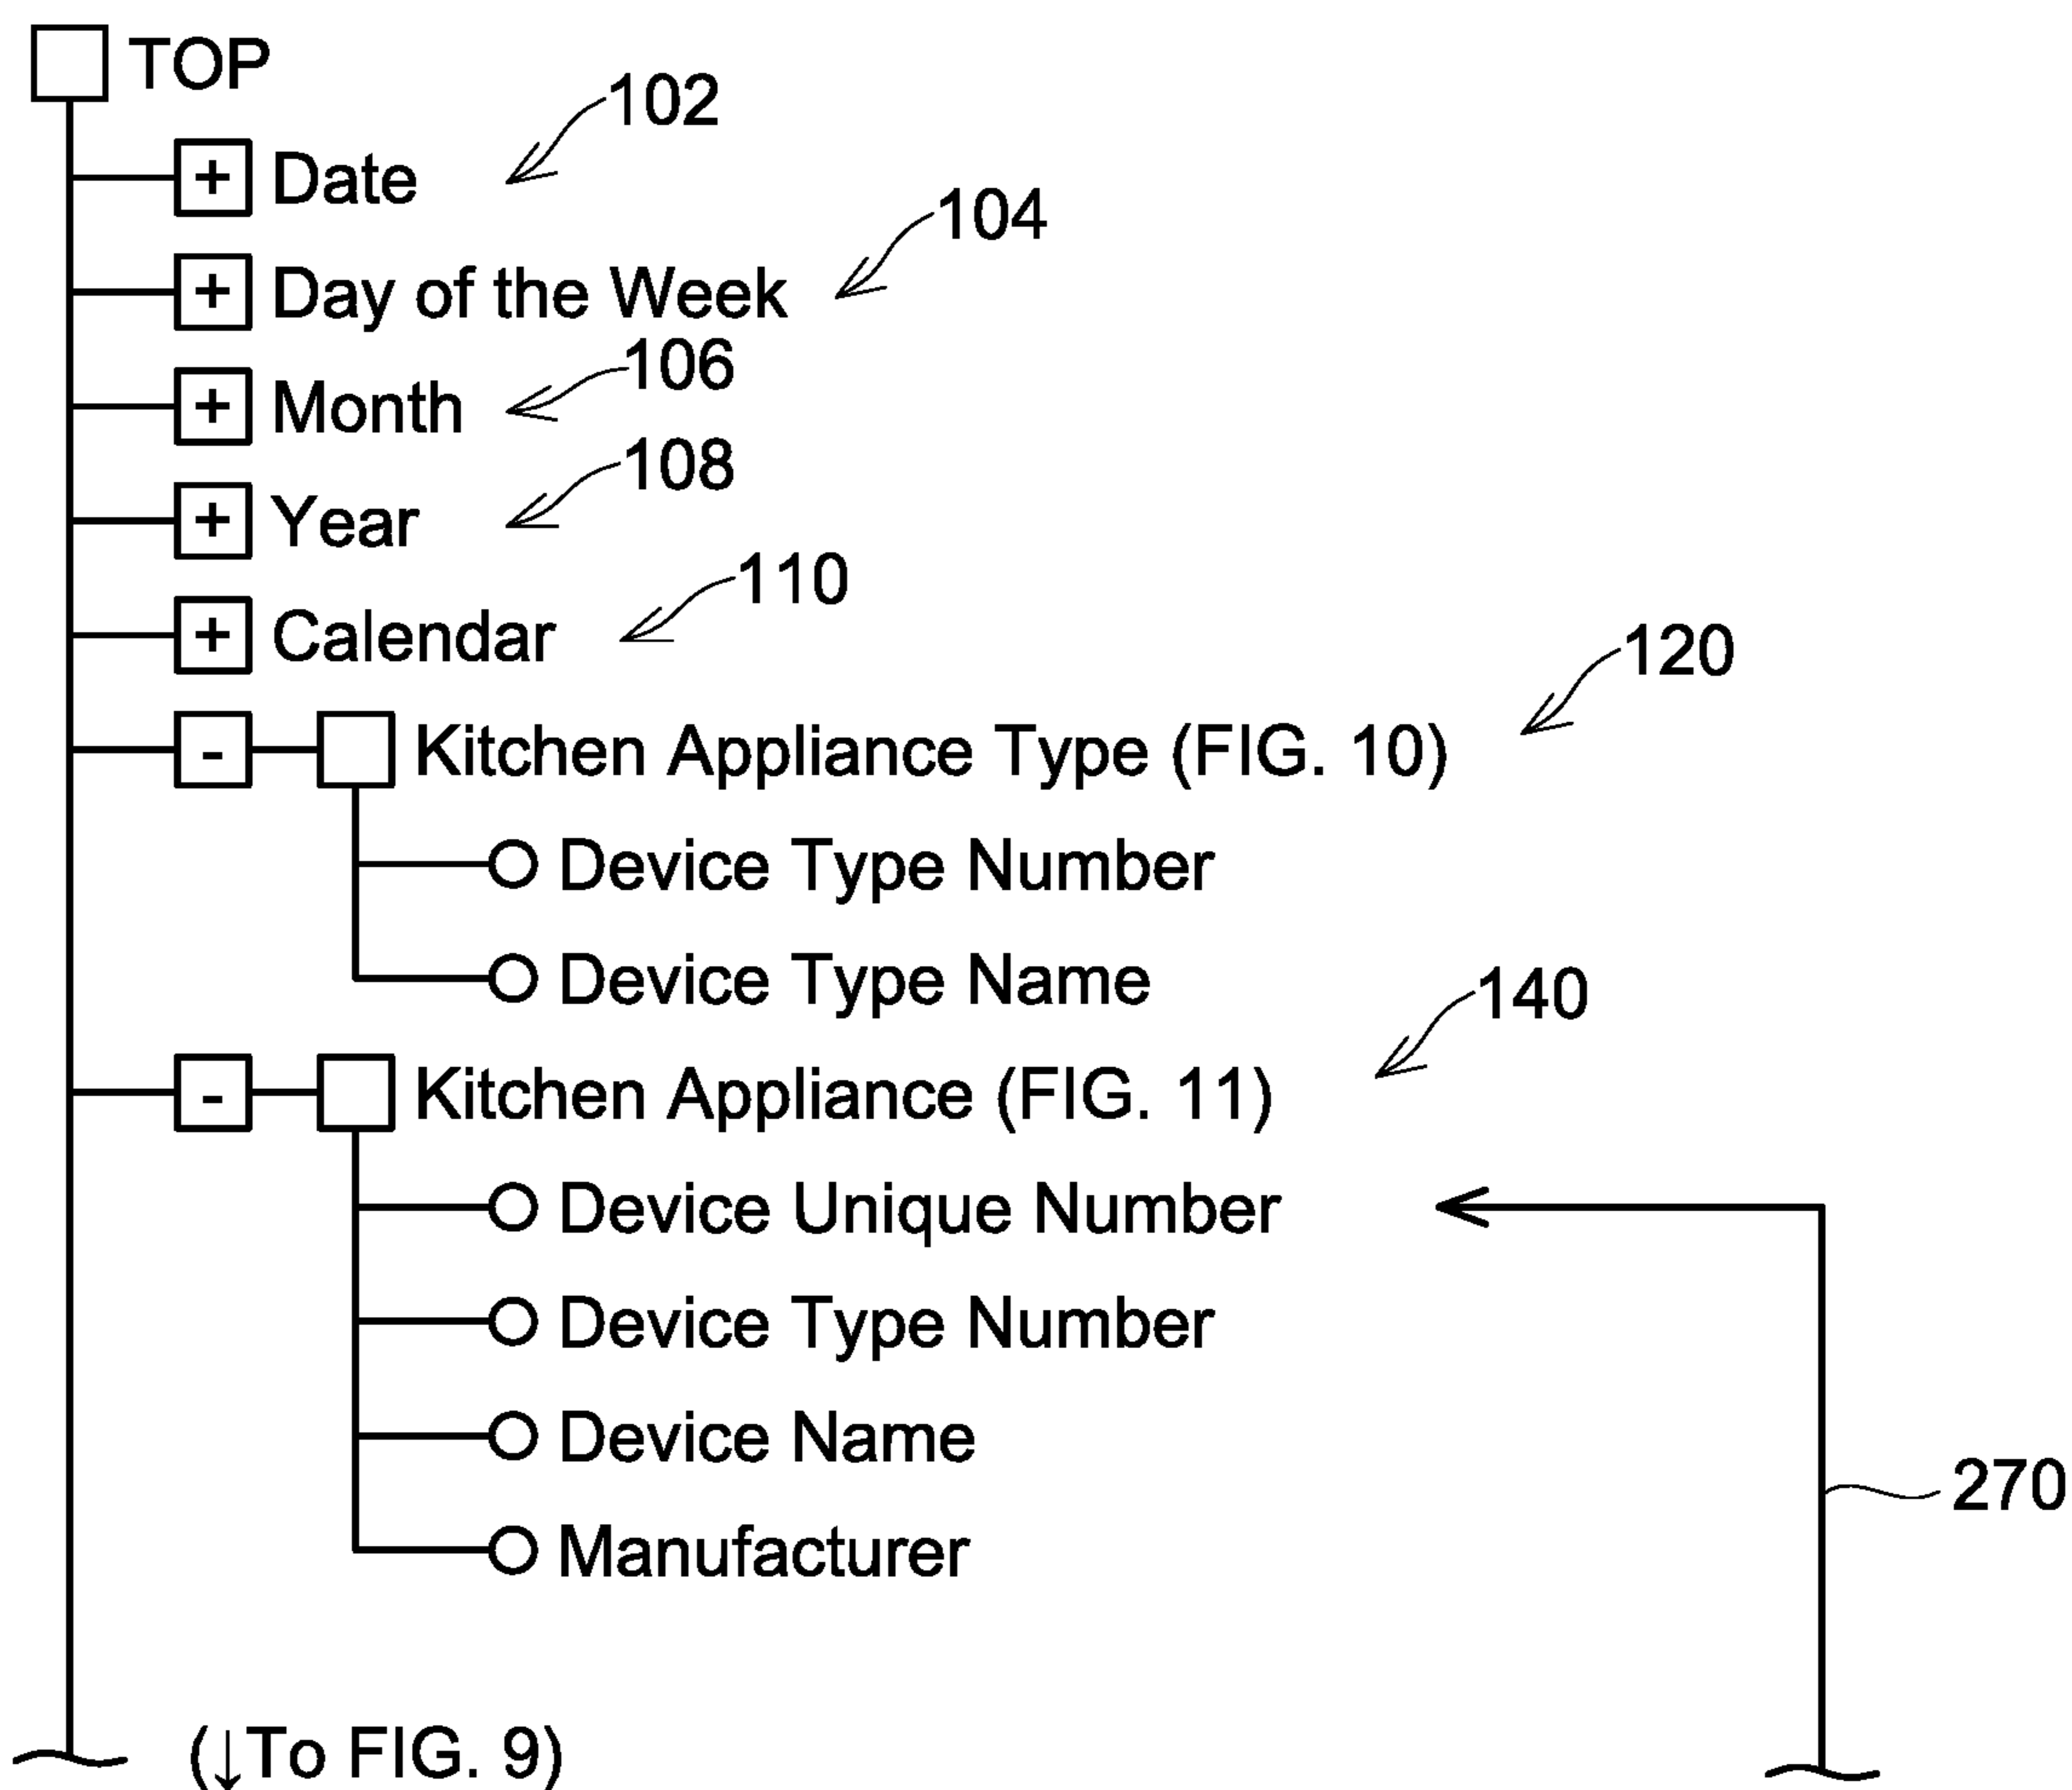 TOP
102
+ Date
104
+ Day of the Week
106
+ Month
108
+ Year
110
+ Calendar
120
- Kitchen Appliance Type (FIG. 10)
Device Type Number
Device Type Name
140
- Kitchen Appliance (FIG. 11)
Device Unique Number
Device Type Number
Device Name
270
Manufacturer
(↓To FIG. 9)